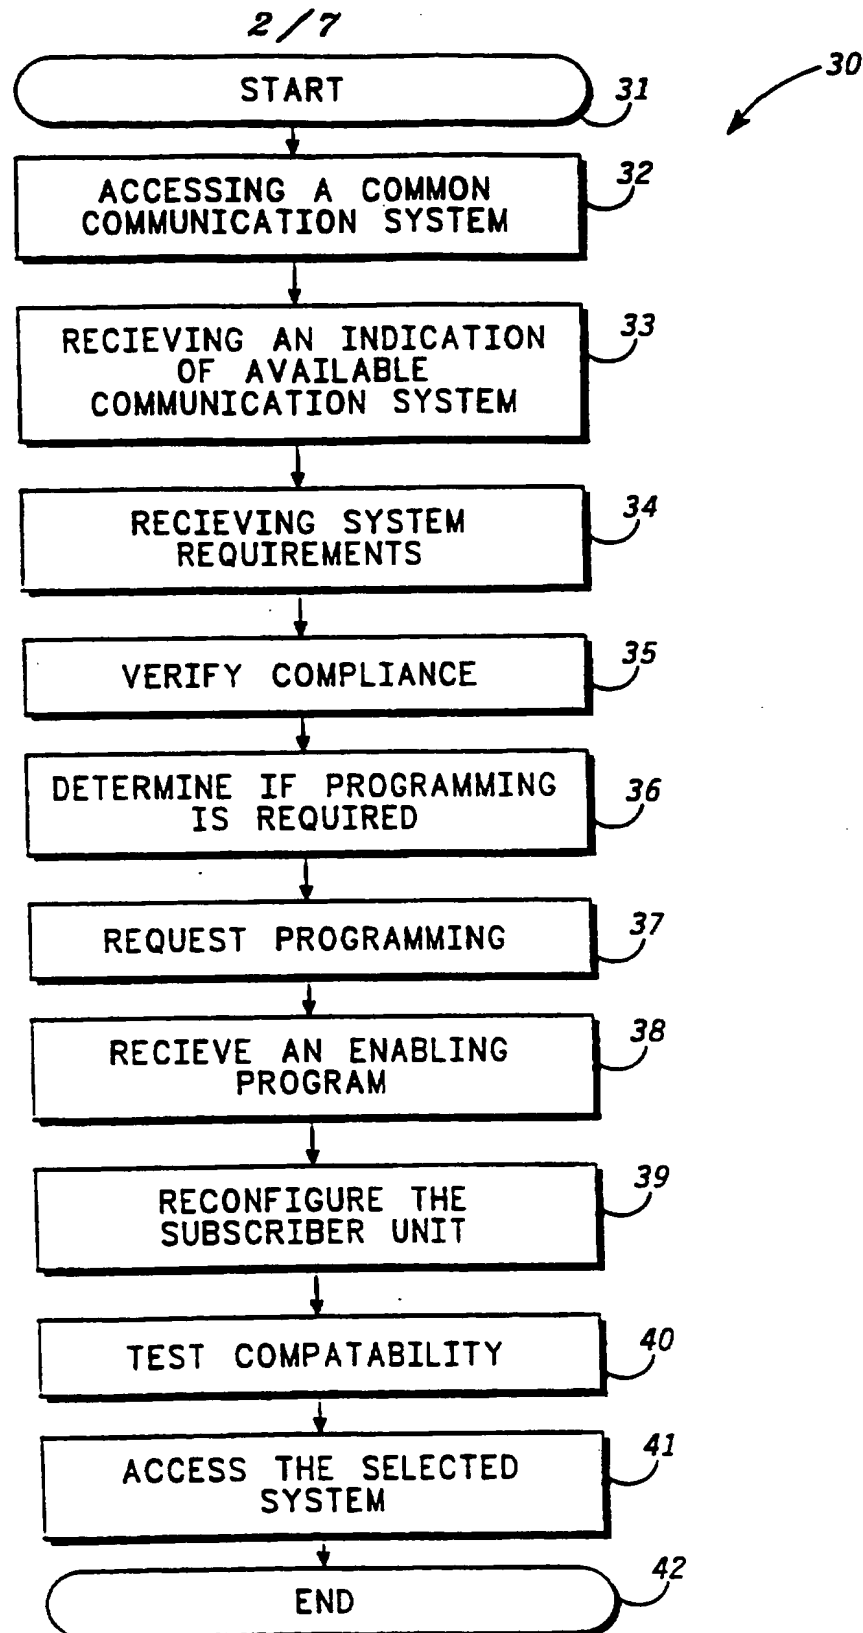 2/7
30
START
31
ACCESSING A COMMON
COMMUNICATION SYSTEM
32
RECIEVING AN INDICATION
OF AVAILABLE
COMMUNICATION SYSTEM
33
RECIEVING SYSTEM
REQUIREMENTS
34
VERIFY COMPLIANCE
35
DETERMINE IF PROGRAMMING
IS REQUIRED
36
REQUEST PROGRAMMING
37
RECIEVE AN ENABLING
PROGRAM
38
RECONFIGURE THE
SUBSCRIBER UNIT
39
TEST COMPATABILITY
40
ACCESS THE SELECTED
SYSTEM
41
END
42